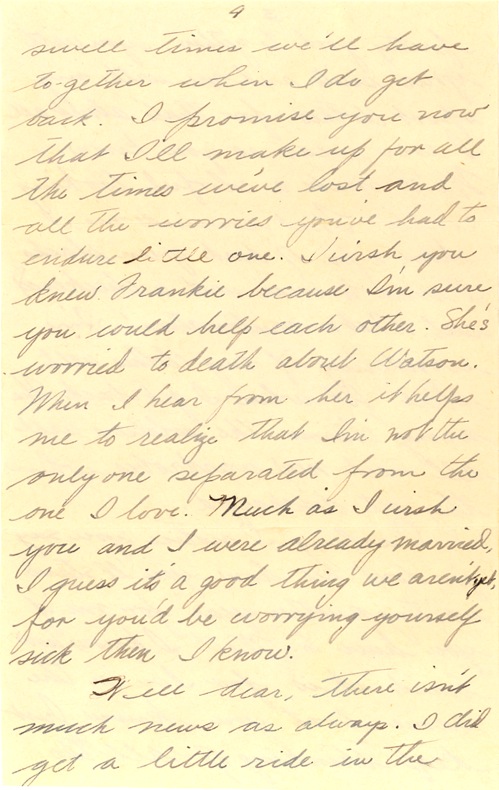 9
swell times we'll have
to-gether when I do get
back. I promise you now
that I'll make up for all
the times we've lost and
all the worries you've had to
endure little one. I wish you
knew Frankie because I'm sure
you would help each other. She's
worried to death about Watson.
When I hear from her it helps
me to realize that I'm not the
only one separated from the
one I love. Much as I wish
you and I were already married,
I guess it's a good thing we aren't yet,
for you'd be worrying yourself
sick then I know.
Well dear, there isn't
much news as always. I did
get a little ride in the